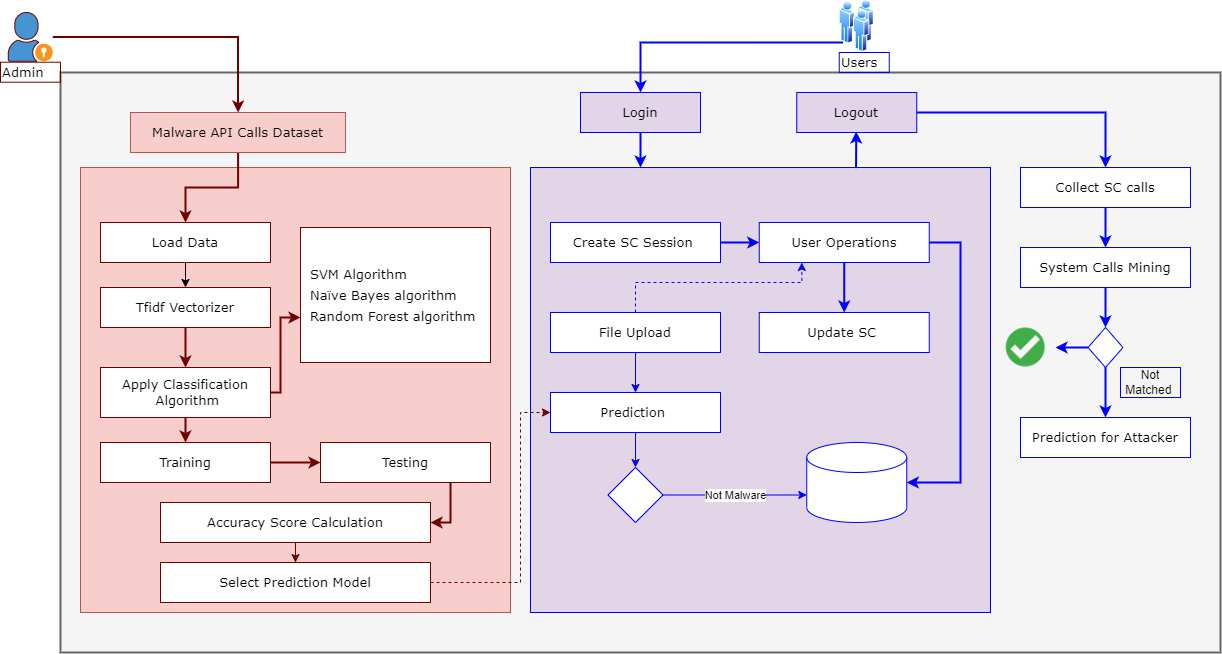 Admin
Users
Malware API Calls Dataset
Load Data
Tfidf Vectorizer
Apply Classification
Algorithm
SVM Algorithm
Naïve Bayes algorithm
Random Forest algorithm
Training
Testing
Accuracy Score Calculation
Select Prediction Model
Login
Logout
Create SC Session
User Operations
File Upload
Update SC
Prediction
Not Malware
Collect SC calls
System Calls Mining
Not
Matched
Prediction for Attacker